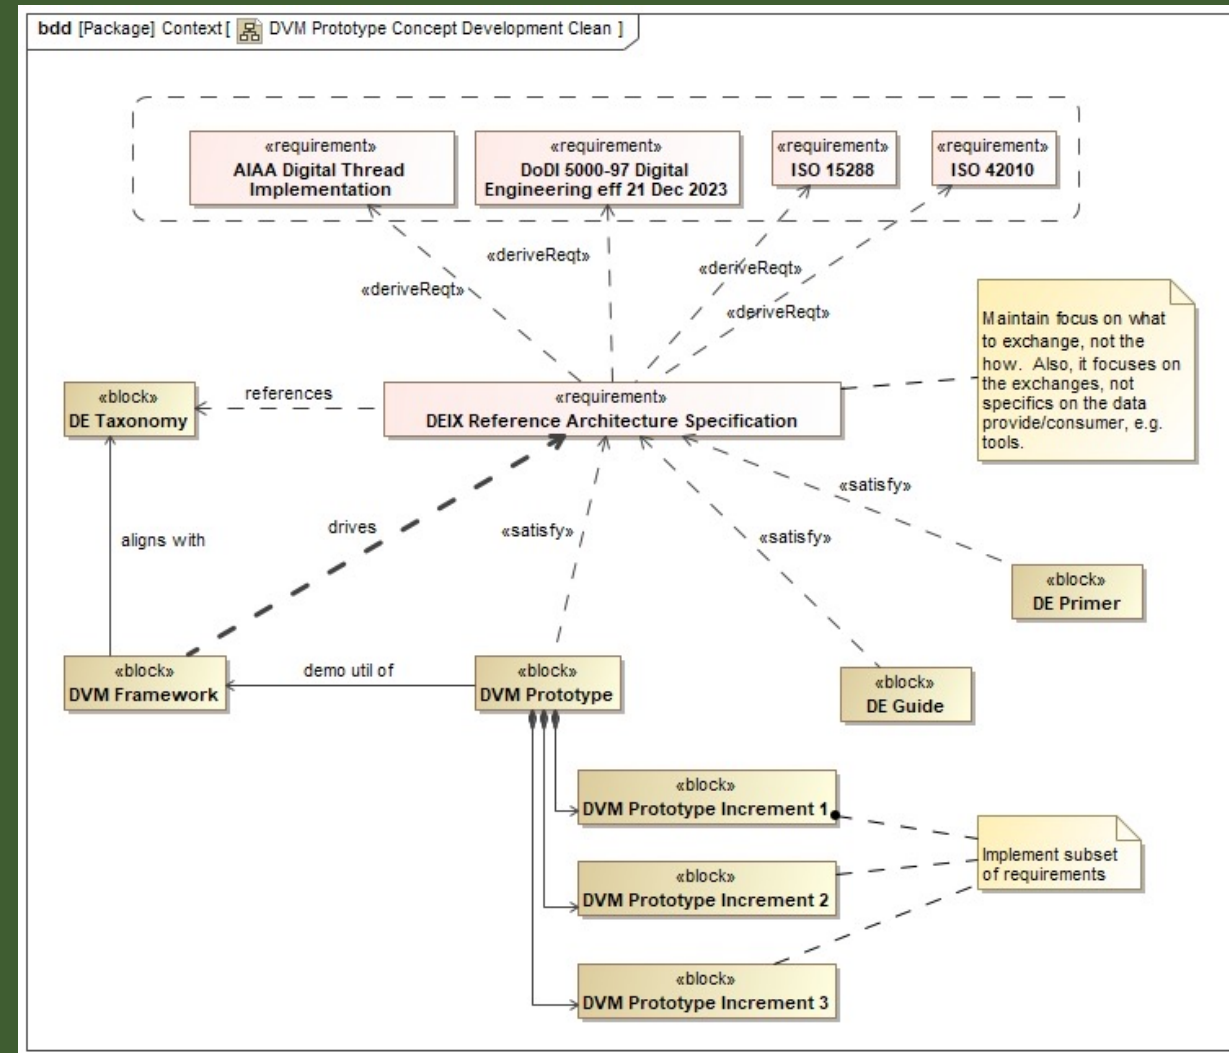 bdd [Package] Context [ DVM Prototype Concept Development Clean ]
«requirement»
AIAA Digital Thread
Implementation
«requirement»
DoDI 5000-97 Digital
Engineering eff 21 Dec 2023
«requirement»
ISO 15288
«requirement»
ISO 42010
«deriveReqt»
«deriveReqt»
«deriveReqt»
«deriveReqt»
Maintain focus on what
to exchange, not the
how. Also, it focuses on
the exchanges, not
specifics on the data
provide/consumer, e.g.
tools.
«block»
DE Taxonomy
references
«requirement»
DEIX Reference Architecture Specification
aligns with
drives
«satisfy»
«satisfy»
«satisfy»
«block»
DE Primer
«block»
DVM Framework
demo util of
«block»
DVM Prototype
«block»
DE Guide
«block»
DVM Prototype Increment 1
«block»
DVM Prototype Increment 2
«block»
DVM Prototype Increment 3
Implement subset
of requirements